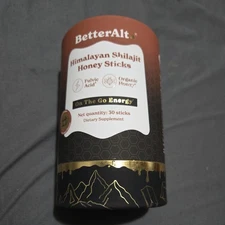 BetterAlt
Himalayan Shilajit
Honey Sticks
Fulvic Organic
Acid Honey
On The Go Energy
Net quantity: 30 sticks
Dietary Supplement